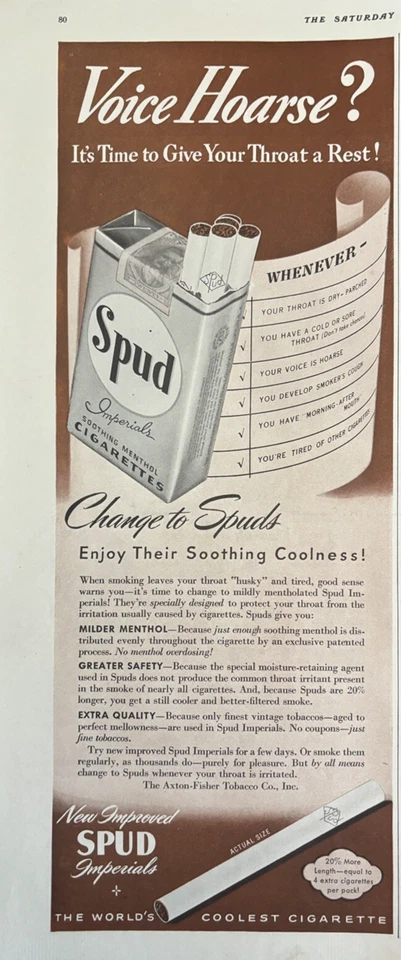 80
THE SATURDAY
Voice Hoarse?
It's Time to Give Your Throat a Rest!
Spud
Imperials
SOOTHING MENTHOL
CIGARETTES
Spud
WHENEVER—
√ YOUR THROAT IS DRY-PARCHED
√ YOU HAVE A COLD OR SORE
THROAT (Don't take chances)
√ YOUR VOICE IS HOARSE
√ YOU DEVELOP SMOKER'S COUGH
√ YOU HAVE "MORNING-AFTER
MOUTH
√ YOU'RE TIRED OF OTHER CIGARETTES
Change to Spuds
Enjoy Their Soothing Coolness!
When smoking leaves your throat "husky" and tired, good sense
warns you—it's time to change to mildly mentholated Spud Im-
perials! They're specially designed to protect your throat from the
irritation usually caused by cigarettes. Spuds give you:
MILDER MENTHOL—Because just enough soothing menthol is dis-
tributed evenly throughout the cigarette by an exclusive patented
process. No menthol overdosing!
GREATER SAFETY—Because the special moisture-retaining agent
used in Spuds does not produce the common throat irritant present
in the smoke of nearly all cigarettes. And, because Spuds are 20%
longer, you get a still cooler and better-filtered smoke.
EXTRA QUALITY—Because only finest vintage tobaccos—aged to
perfect mellowness—are used in Spud Imperials. No coupons—just
fine tobaccos.
Try new improved Spud Imperials for a few days. Or smoke them
regularly, as thousands do—purely for pleasure. But by all means
change to Spuds whenever your throat is irritated.
The Axton-Fisher Tobacco Co., Inc.
New Improved
SPUD
Imperials
ACTUAL SIZE
Spud
20% More
Length—equal to
4 extra cigarettes
per pack!
THE WORLD'S COOLEST CIGARETTE